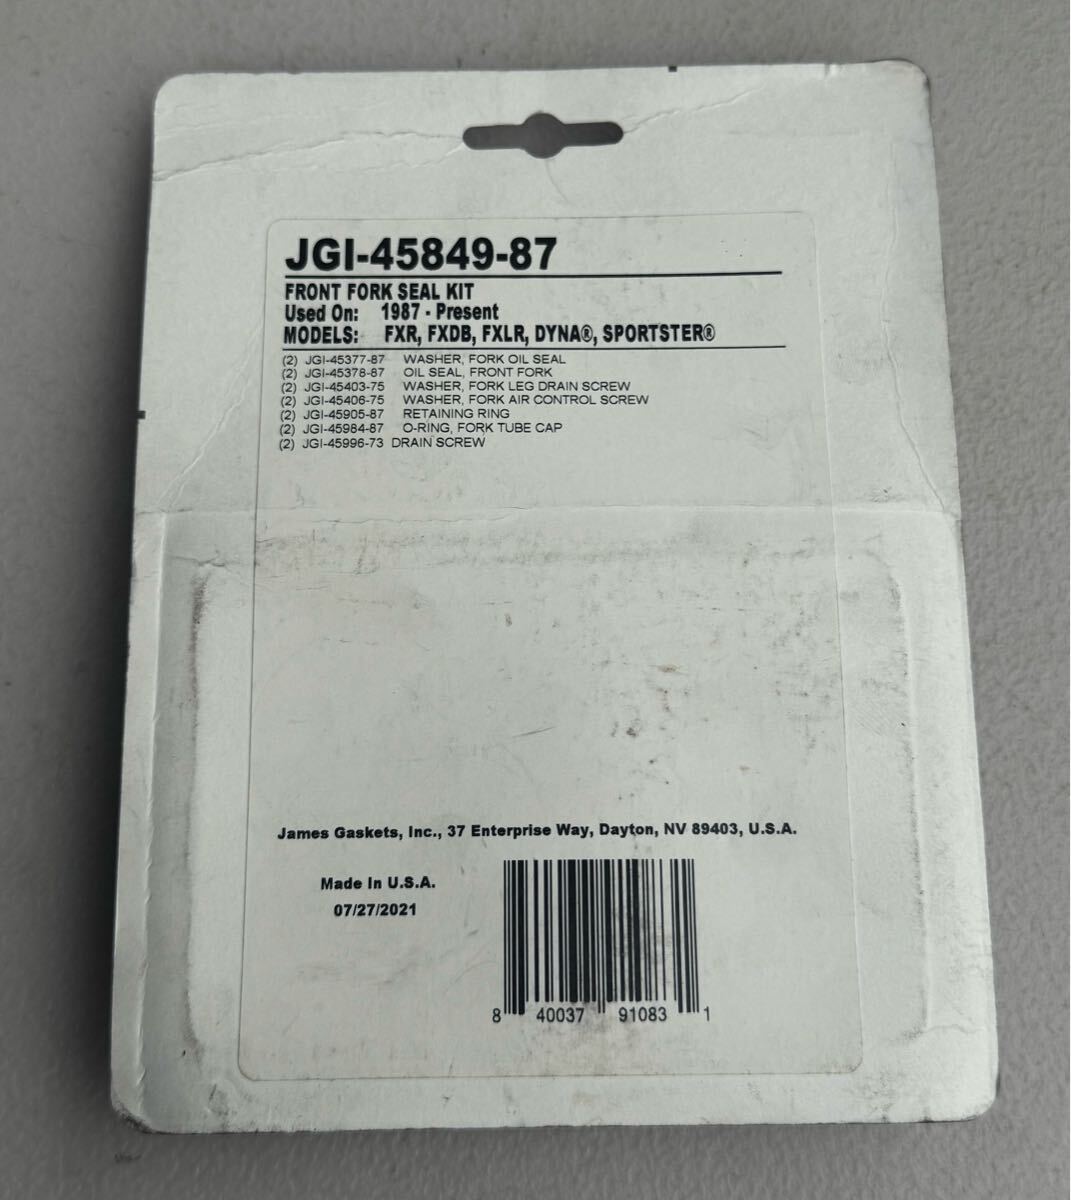 JGI-45849-87
FRONT FORK SEAL KIT
Used On: 1987 - Present
MODELS: FXR, FXDB, FXLR, DYNA®, SPORTSTER®
(2) JGI-45377-87 WASHER, FORK OIL SEAL
(2) JGI-45378-87 OIL SEAL, FRONT FORK
(2) JGI-45403-75 WASHER, FORK LEG DRAIN SCREW
(2) JGI-45406-75 WASHER, FORK AIR CONTROL SCREW
(2) JGI-45905-87 RETAINING RING
(2) JGI-45984-87 O-RING, FORK TUBE CAP
(2) JGI-45996-73 DRAIN SCREW
James Gaskets, Inc., 37 Enterprise Way, Dayton, NV 89403, U.S.A.
Made In U.S.A.
07/27/2021
8 40037 91083 1